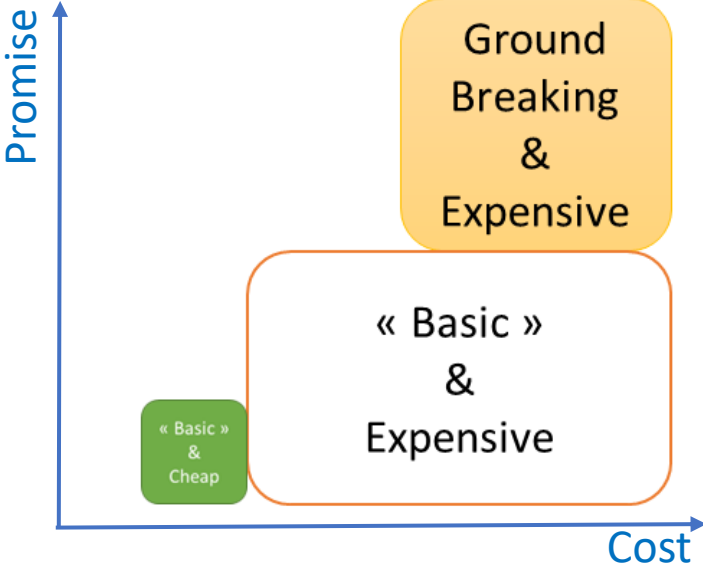 Promise
Ground
Breaking
&
Expensive
« Basic »
&
Expensive
« Basic »
&
Cheap
Cost